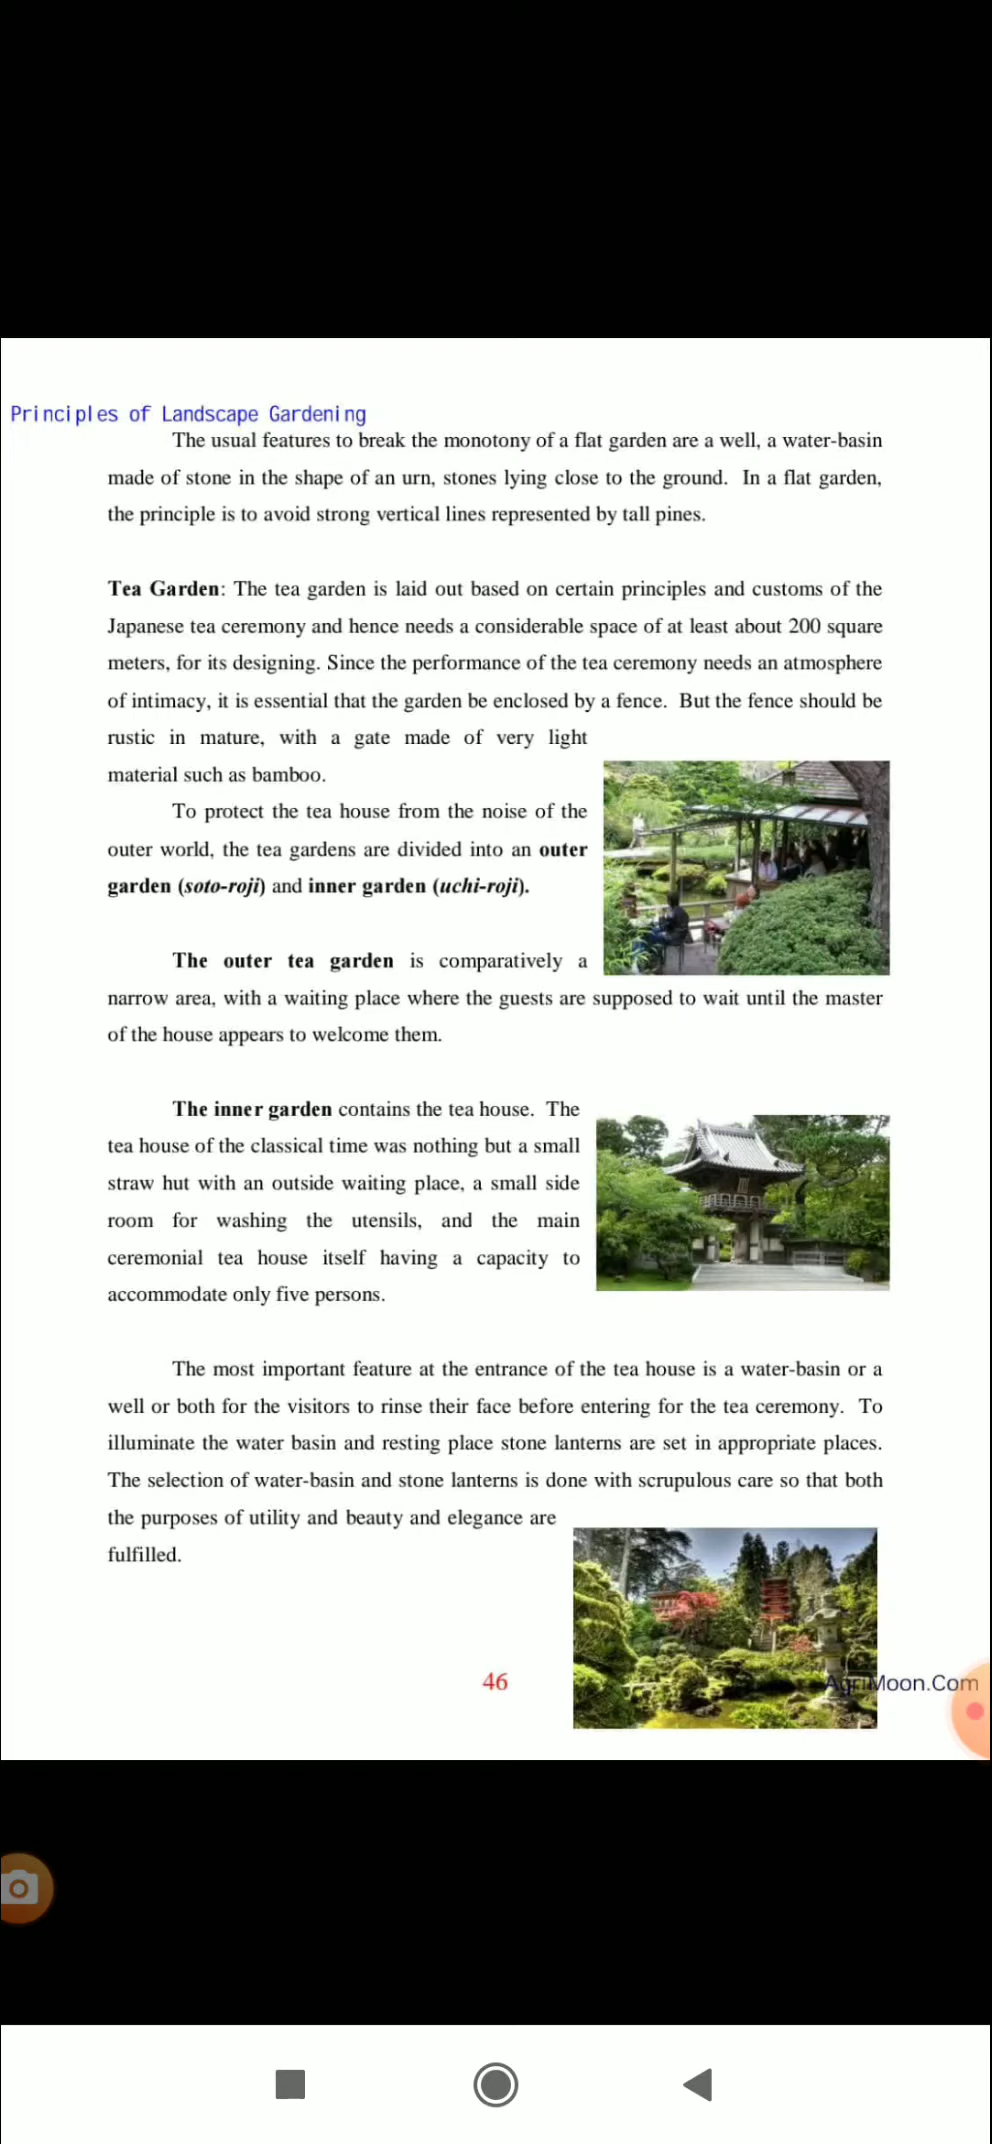 Principles of Landscape Gardening
The usual features to break the monotony of a flat garden are a well, a water-basin
made of stone in the shape of an urn, stones lying close to the ground. In a flat garden,
the principle is to avoid strong vertical lines represented by tall pines.
Tea Garden: The tea garden is laid out based on certain principles and customs of the
Japanese tea ceremony and hence needs a considerable space of at least about 200 square
meters, for its designing. Since the performance of the tea ceremony needs an atmosphere
of intimacy, it is essential that the garden be enclosed by a fence. But the fence should be
rustic in mature, with a gate made of very light
material such as bamboo.
To protect the tea house from the noise of the
outer world, the tea gardens are divided into an outer
garden (soto-roji) and inner garden (uchi-roji).
The outer tea garden is comparatively a
narrow area, with a waiting place where the guests are supposed to wait until the master
of the house appears to welcome them.
The inner garden contains the tea house. The
tea house of the classical time was nothing but a small
straw hut with an outside waiting place, a small side
room for washing the utensils, and the main
ceremonial tea house itself having a capacity to
accommodate only five persons.
The most important feature at the entrance of the tea house is a water-basin or a
well or both for the visitors to rinse their face before entering for the tea ceremony. To
illuminate the water basin and resting place stone lanterns are set in appropriate places.
The selection of water-basin and stone lanterns is done with scrupulous care so that both
the purposes of utility and beauty and elegance are
fulfilled.
46
AgriMoon.Com